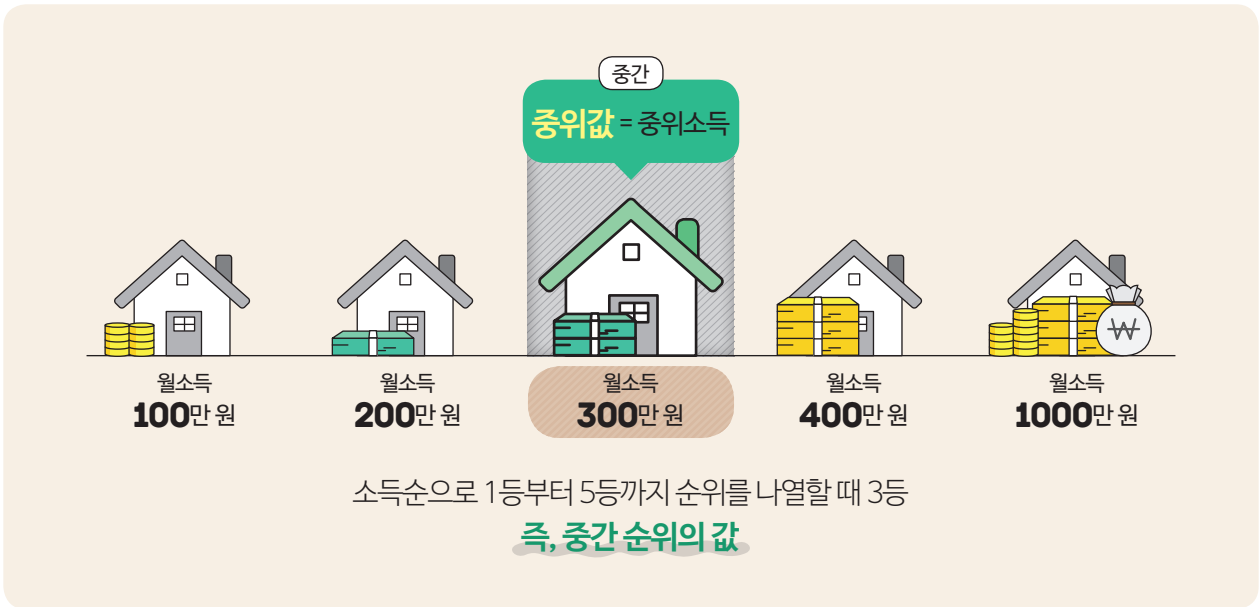 중간
중위값 = 중위소득
₩
월소득
100만 원
월소득
200만 원
월소득
300만 원
월소득
400만 원
월소득
1000만 원
소득순으로 1등부터 5등까지 순위를 나열할 때 3등
즉, 중간 순위의 값